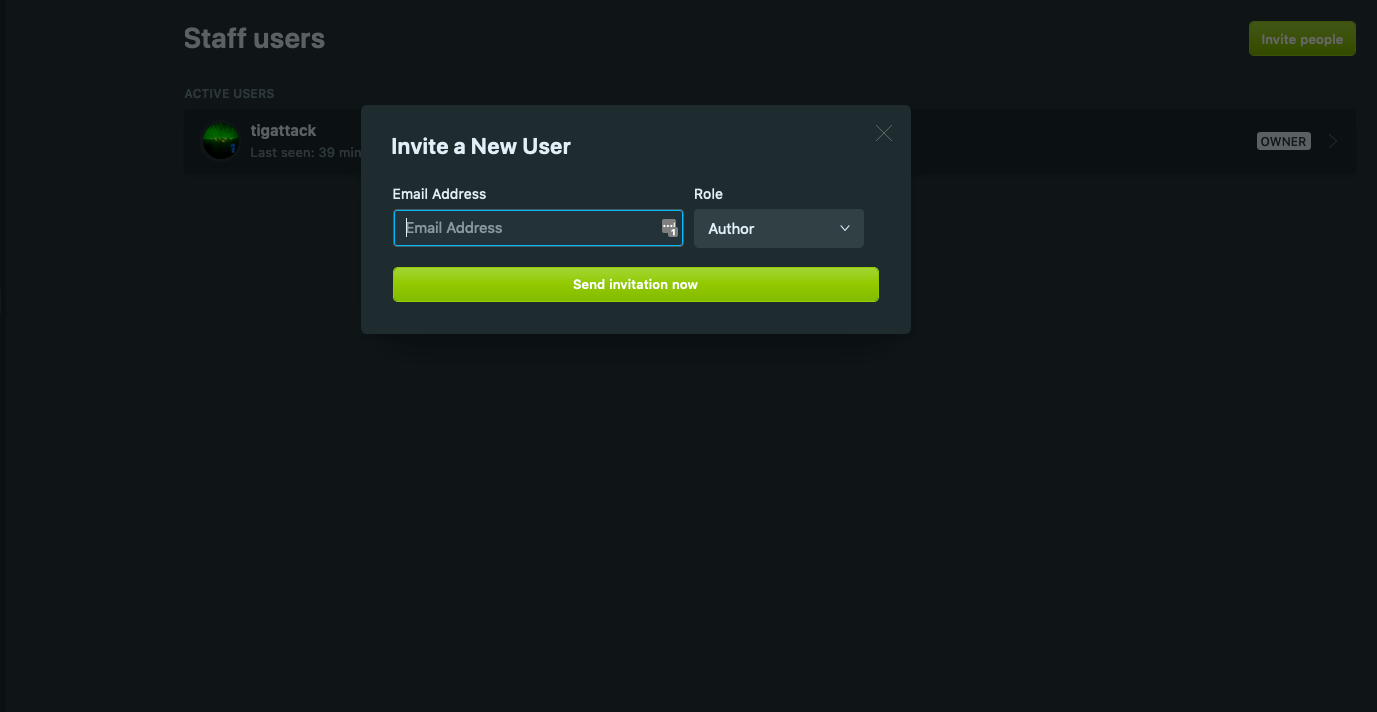 Staff users
Invite people
ACTIVE USERS
tigattack
Last seen: 39 min
OWNER
Invite a New User
Email Address
Role
Email Address
1
Author
Send invitation now